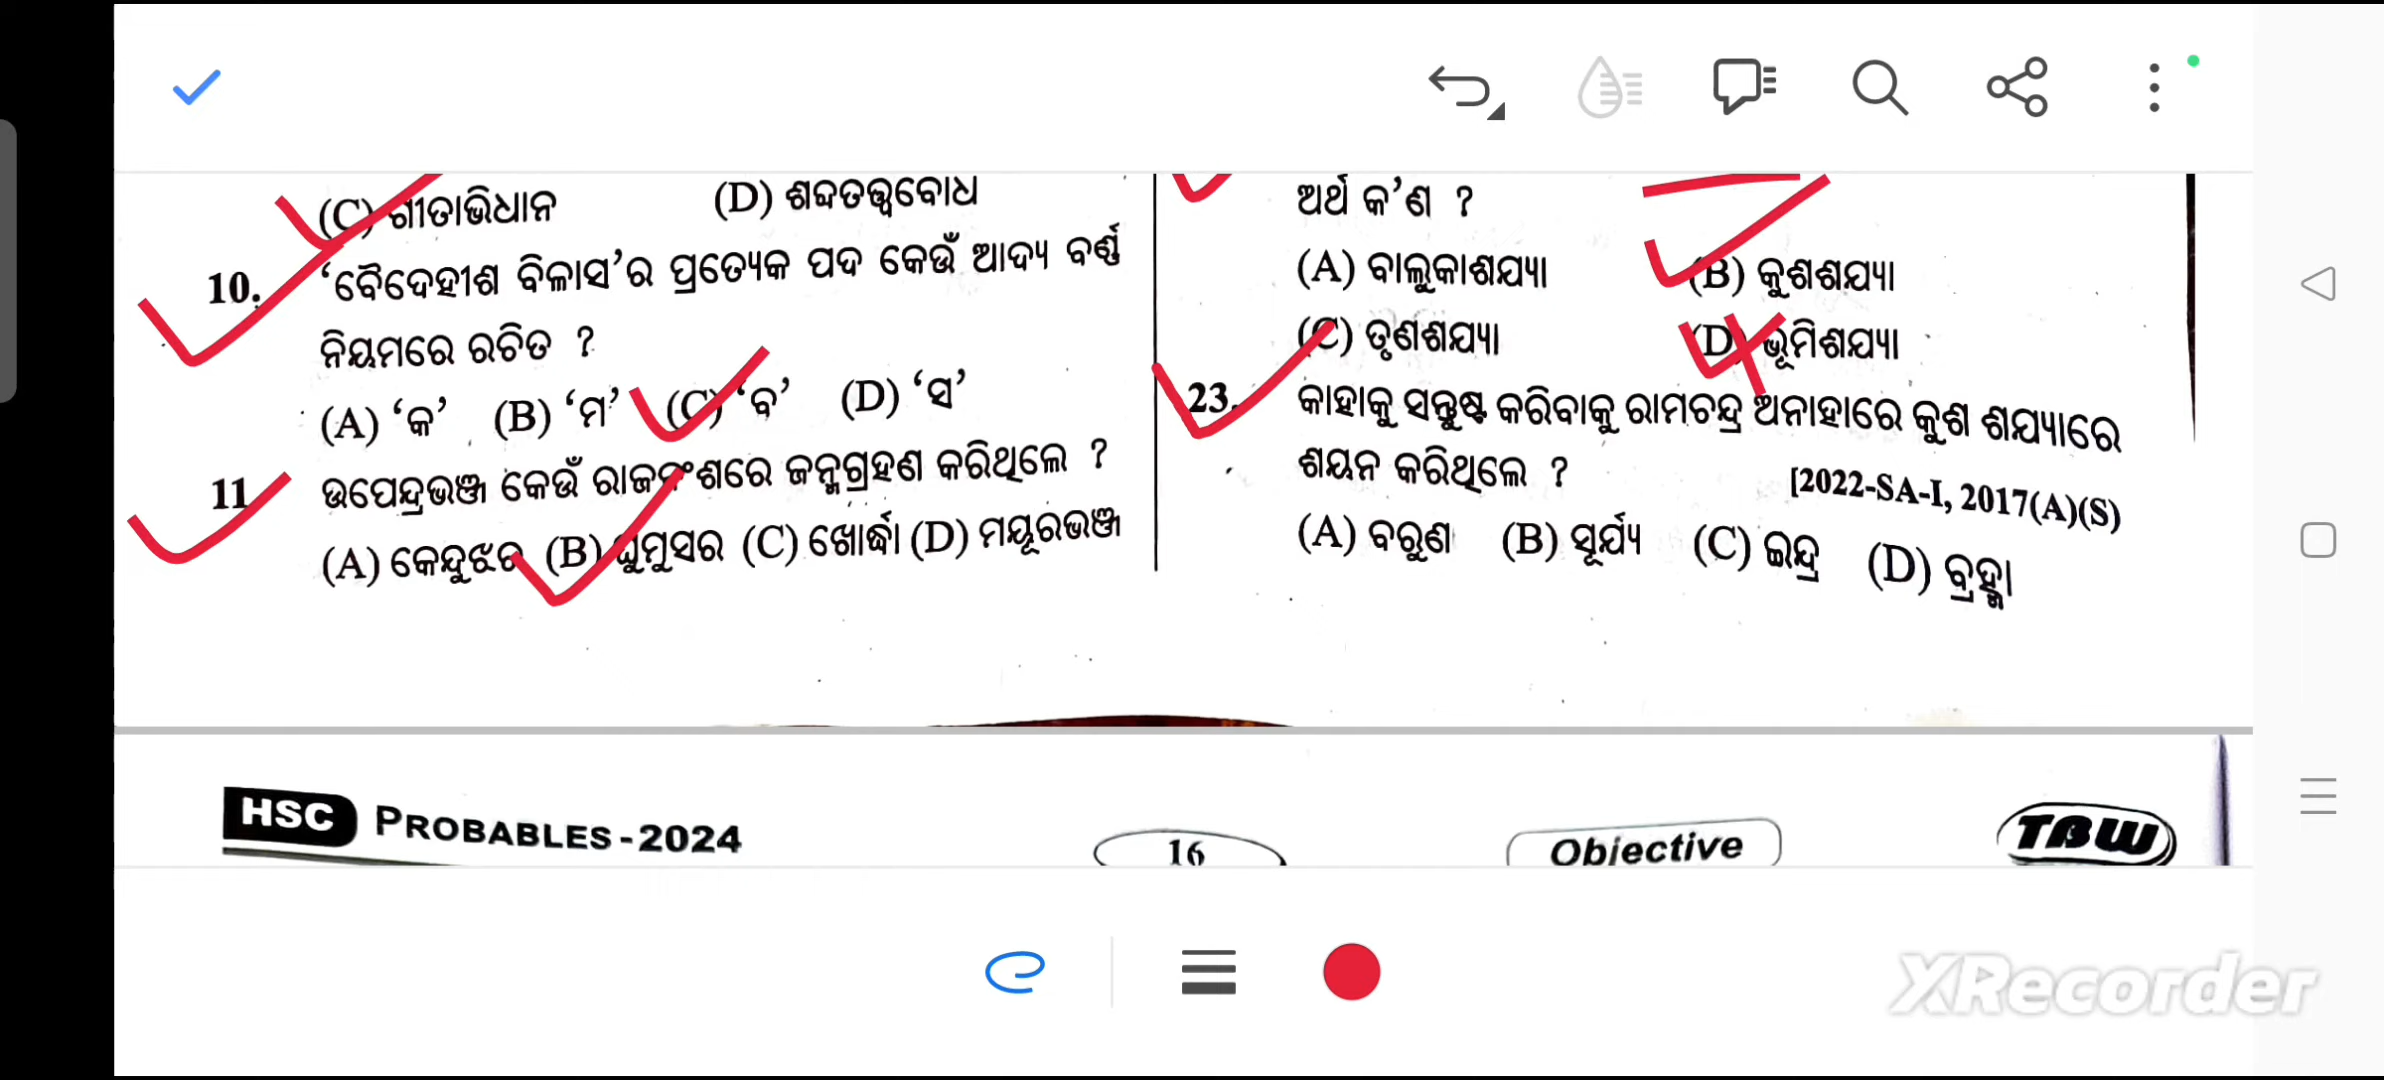 (C) ଗୀତାଭିଧାନ (D) ଶବ୍ଦତତ୍ତ୍ୱବୋଧ
10. ‘ବୈଦେହୀଶ ବିଳାସ’ର ପ୍ରତ୍ୟେକ ପଦ କେଉଁ ଆଦ୍ୟ ବର୍ଣ୍ଣ
ନିୟମରେ ରଚିତ ?
(A) ‘କ’ (B) ‘ମ’ (C) ‘ବ’ (D) ‘ସ’
11 ଉପେନ୍ଦ୍ରଭଞ୍ଜ କେଉଁ ରାଜବଂଶରେ ଜନ୍ମଗ୍ରହଣ କରିଥିଲେ ?
(A) କେନ୍ଦୁଝର (B) ଘୁମୁସର (C) ଖୋର୍ଦ୍ଧା (D) ମୟୂରଭଞ୍ଜ
ଅର୍ଥ କ’ଣ ?
(A) ବାଲୁକାଶଯ୍ୟା (B) କୁଶଶଯ୍ୟା
(C) ତୃଣଶଯ୍ୟା (D) ଭୂମିଶଯ୍ୟା
23. କାହାକୁ ସନ୍ତୁଷ୍ଟ କରିବାକୁ ରାମଚନ୍ଦ୍ର ଅନାହାରେ କୁଶ ଶଯ୍ୟାରେ
ଶୟନ କରିଥିଲେ ? [2022-SA-I, 2017(A)(S)
(A) ବରୁଣ (B) ସୂର୍ଯ୍ୟ (C) ଇନ୍ଦ୍ର (D) ବ୍ରହ୍ମା
HSC PROBABLES-2024 16 Objective TBW
XRecorder